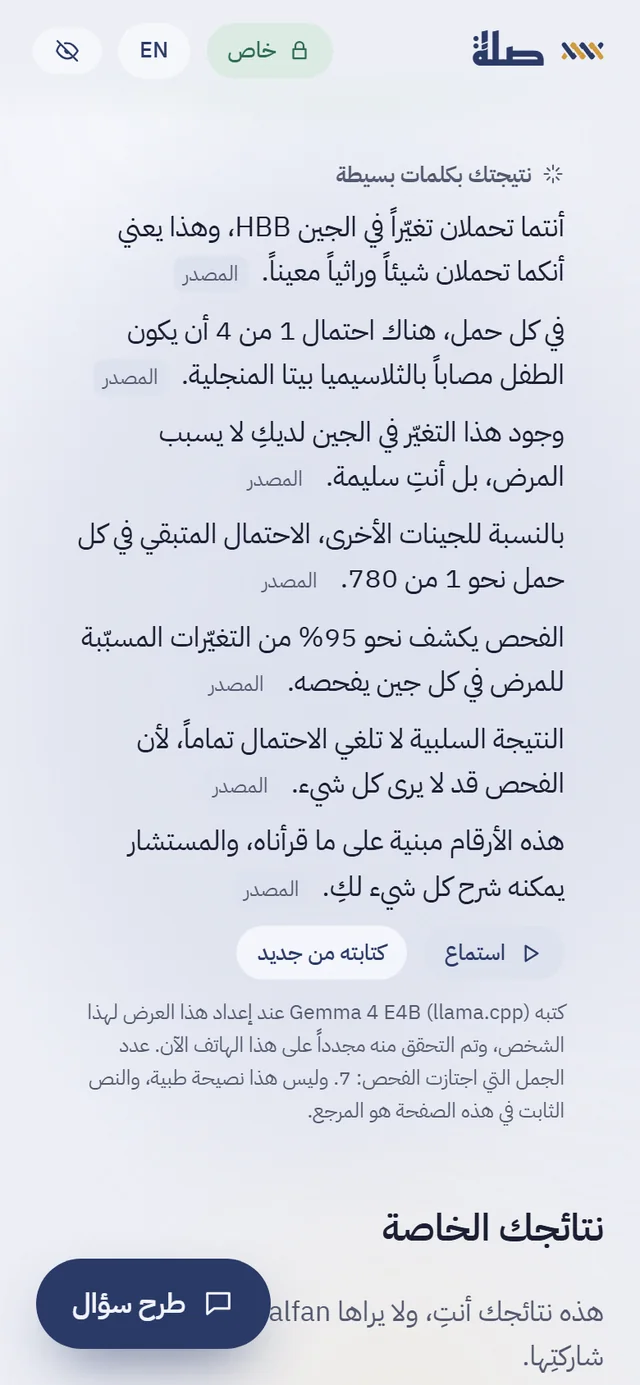 صلة
خاص
EN
نتيجتك بكلمات بسيطة
أنتما تحملان تغيّراً في الجين HBB، وهذا يعني
أنكما تحملان شيئاً وراثياً معيناً. المصدر
في كل حمل، هناك احتمال 1 من 4 أن يكون
الطفل مصاباً بالثلاسيميا بيتا المنجلية. المصدر
وجود هذا التغيّر في الجين لديكِ لا يسبب
المرض، بل أنتِ سليمة. المصدر
بالنسبة للجينات الأخرى، الاحتمال المتبقي في كل
حمل نحو 1 من 780. المصدر
الفحص يكشف نحو 95% من التغيّرات المسبّبة
للمرض في كل جين يفحصه. المصدر
النتيجة السلبية لا تلغي الاحتمال تماماً، لأن
الفحص قد لا يرى كل شيء. المصدر
هذه الأرقام مبنية على ما قرأناه، والمستشار
يمكنه شرح كل شيء لكِ. المصدر
استماع
كتابته من جديد
كتبه Gemma 4 E4B (llama.cpp) عند إعداد هذا العرض لهذا
الشخص، وتم التحقق منه مجدداً على هذا الهاتف الآن. عدد
الجمل التي اجتازت الفحص: 7. وليس هذا نصيحة طبية، والنص
الثابت في هذه الصفحة هو المرجع.
نتائجك الخاصة
هذه نتائجك أنتِ، ولا يراها
شاركتِها.
طرح سؤال